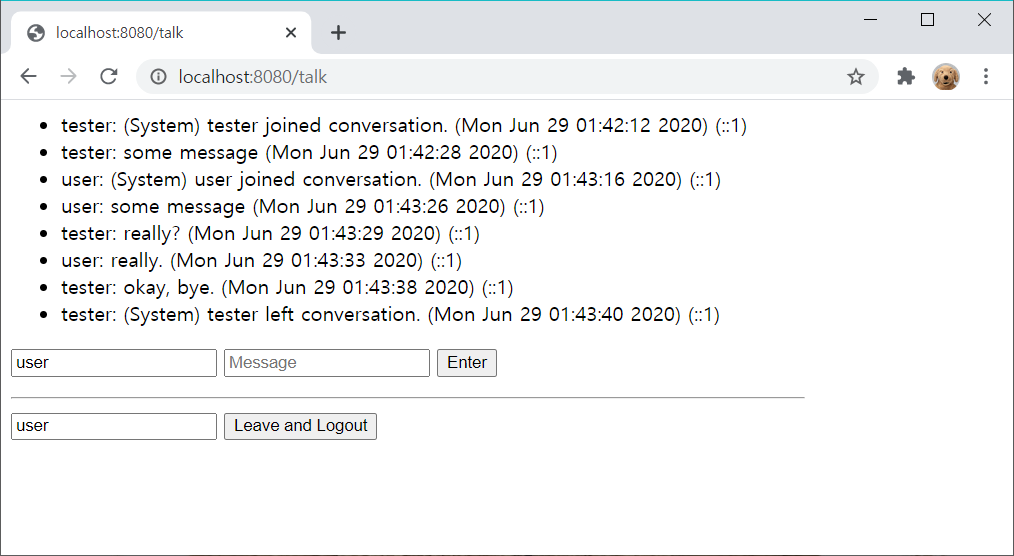 localhost:8080/talk
localhost:8080/talk
tester: (System) tester joined conversation. (Mon Jun 29 01:42:12 2020) (::1)
tester: some message (Mon Jun 29 01:42:28 2020) (::1)
user: (System) user joined conversation. (Mon Jun 29 01:43:16 2020) (::1)
user: some message (Mon Jun 29 01:43:26 2020) (::1)
tester: really? (Mon Jun 29 01:43:29 2020) (::1)
user: really. (Mon Jun 29 01:43:33 2020) (::1)
tester: okay, bye. (Mon Jun 29 01:43:38 2020) (::1)
tester: (System) tester left conversation. (Mon Jun 29 01:43:40 2020) (::1)
user Message Enter
user Leave and Logout